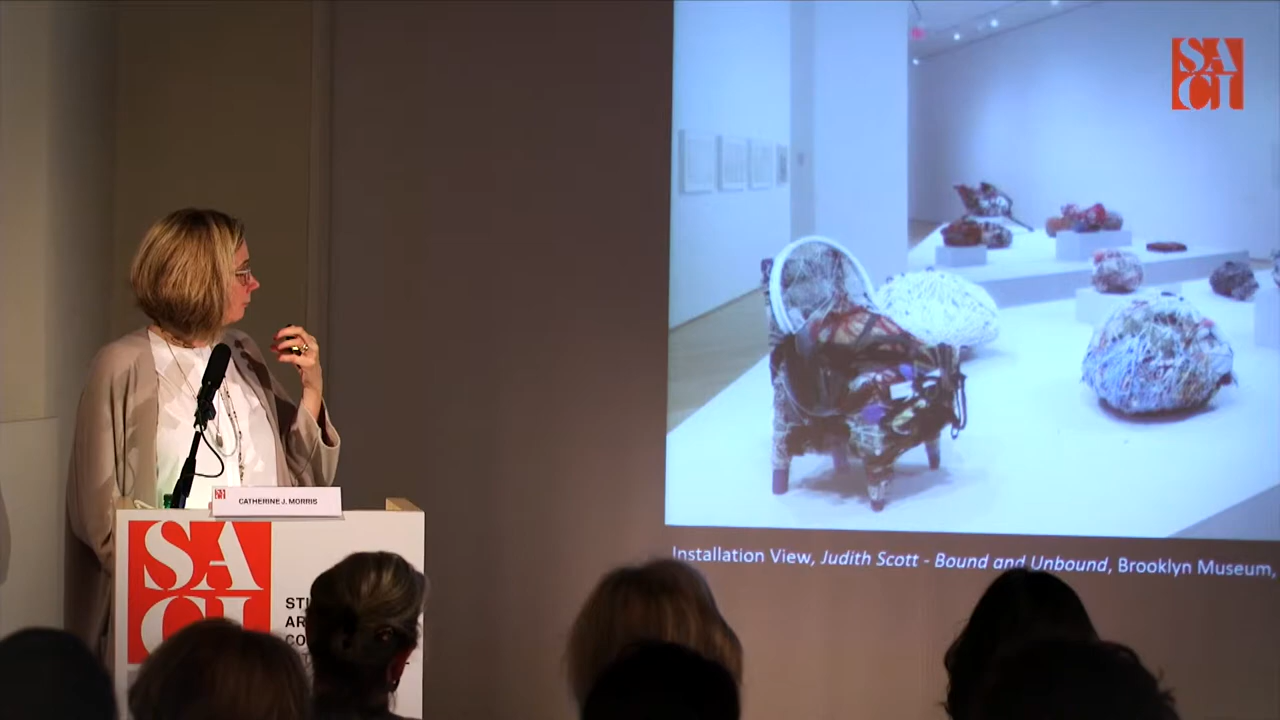 SA
CI
CATHERINE J. MORRIS
SA
CI
Installation View, Judith Scott - Bound and Unbound, Brooklyn Museum,